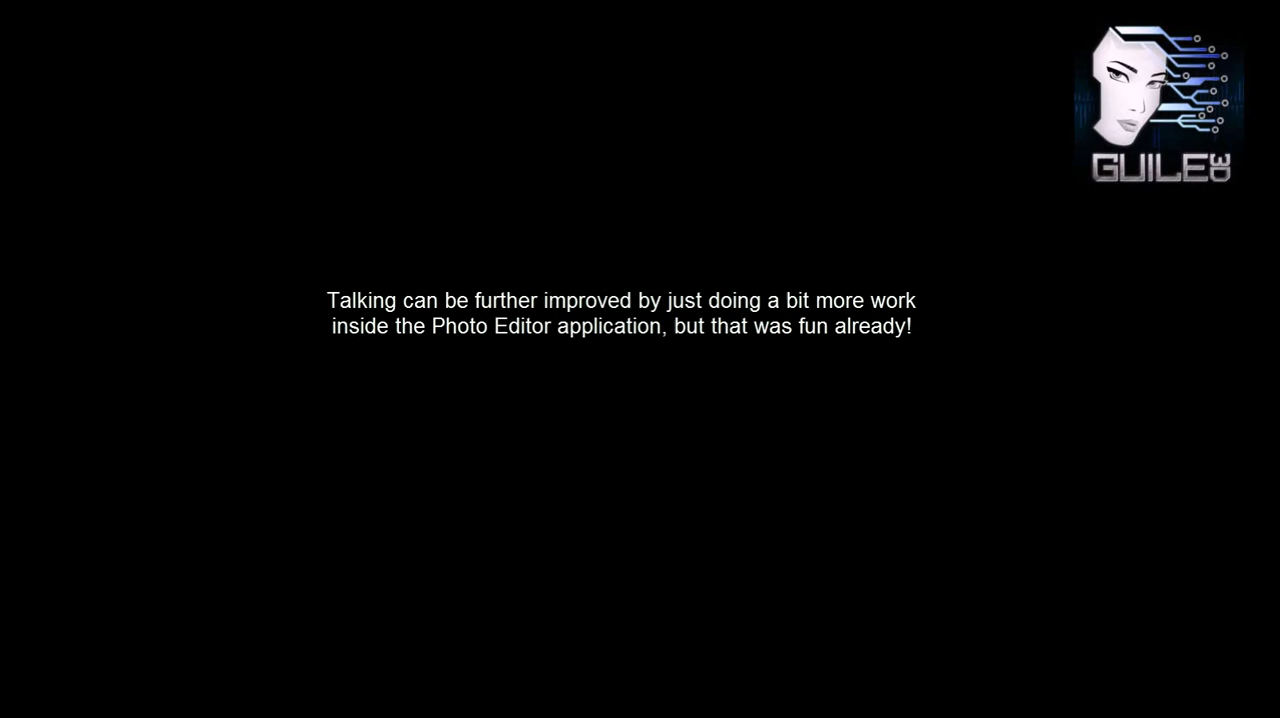 GUILE3D
Talking can be further improved by just doing a bit more work
inside the Photo Editor application, but that was fun already!